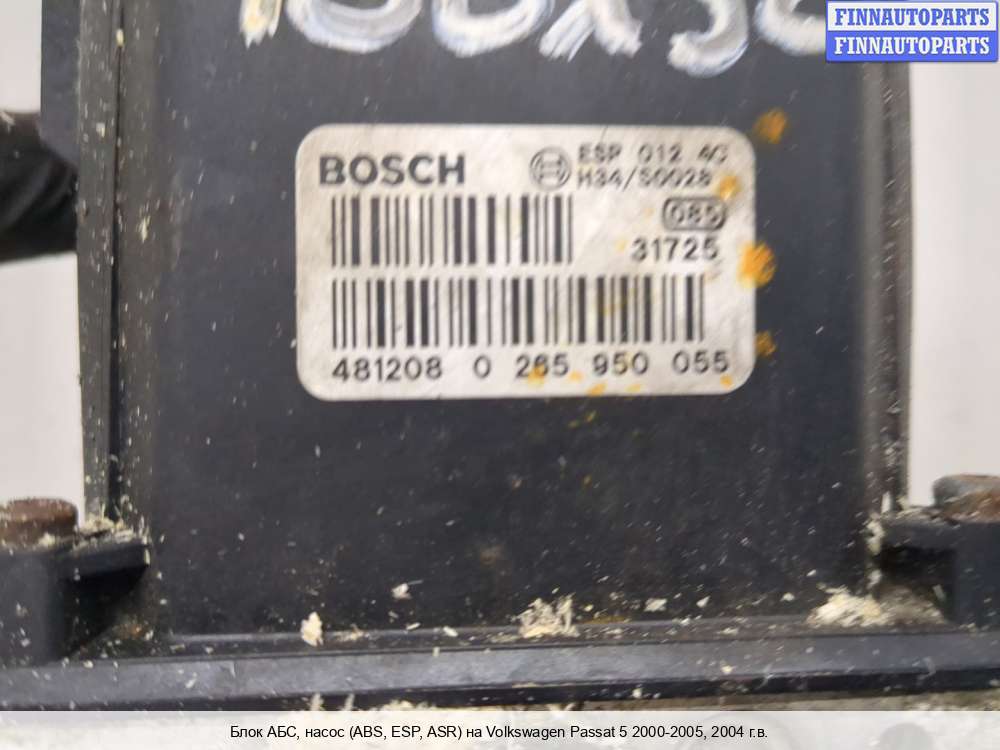 FINNAUTOPARTS
FINNAUTOPARTS
BOSCH
ESP 012 4C
H34/S0028
085
31725
481208 0 265 950 055
Блок АБС, насос (ABS, ESP, ASR) на Volkswagen Passat 5 2000-2005, 2004 г.в.